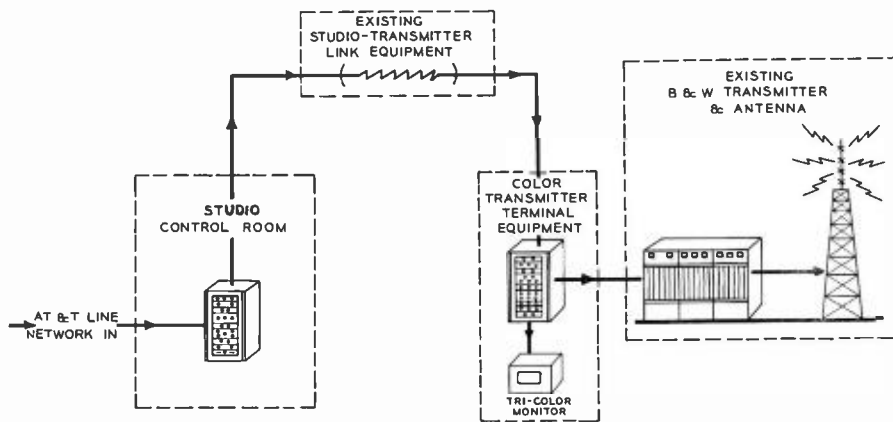 EXISTING
STUDIO-TRANSMITTER
LINK EQUIPMENT
EXISTING
B & W TRANSMITTER
& ANTENNA
STUDIO
CONTROL ROOM
COLOR
TRANSMITTER
TERMINAL
EQUIPMENT
AT & T LINE
NETWORK IN
TRI-COLOR
MONITOR